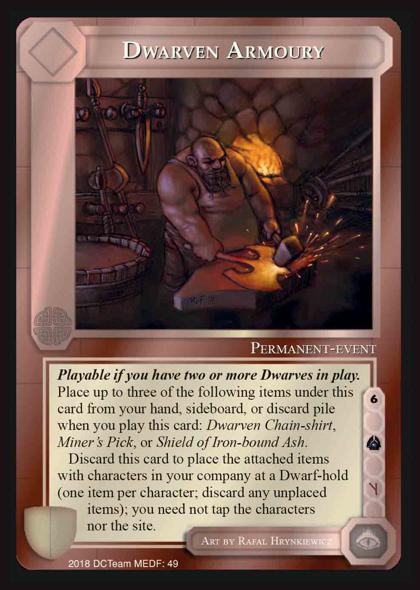 DWARVEN ARMOURY
PERMANENT-EVENT
Playable if you have two or more Dwarves in play.
Place up to three of the following items under this
card from your hand, sideboard, or discard pile
when you play this card: Dwarven Chain-shirt,
Miner's Pick, or Shield of Iron-bound Ash.
Discard this card to place the attached items
with characters in your company at a Dwarf-hold
(one item per character; discard any unplaced
items); you need not tap the characters
nor the site.
6
ART BY RAFAL HRYNKIEWICZ
2018 DCTeam MEDF: 49